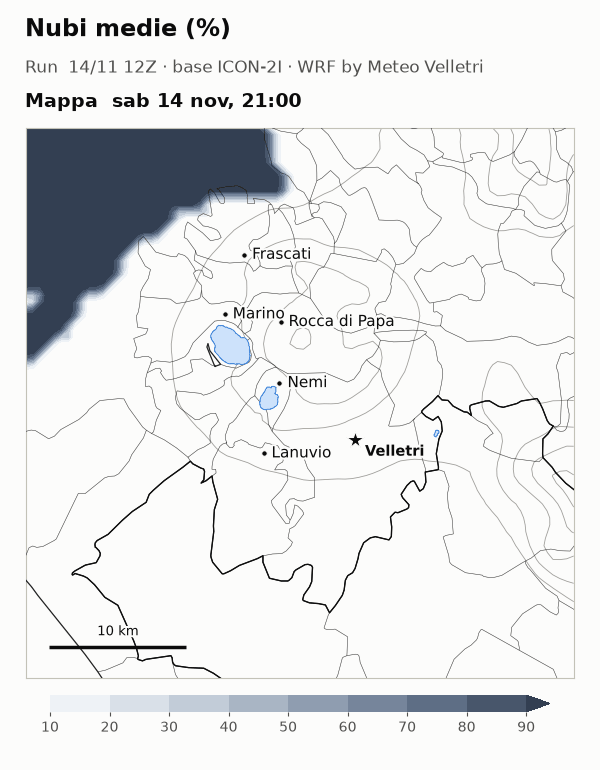 Nubi medie (%)
Run  14/11 12Z · base ICON-2I · WRF by Meteo Velletri
Mappa  sab 14 nov, 21:00
Frascati
Marino
Rocca di Papa
Nemi
Velletri
Lanuvio
10 km
10 20 30 40 50 60 70 80 90